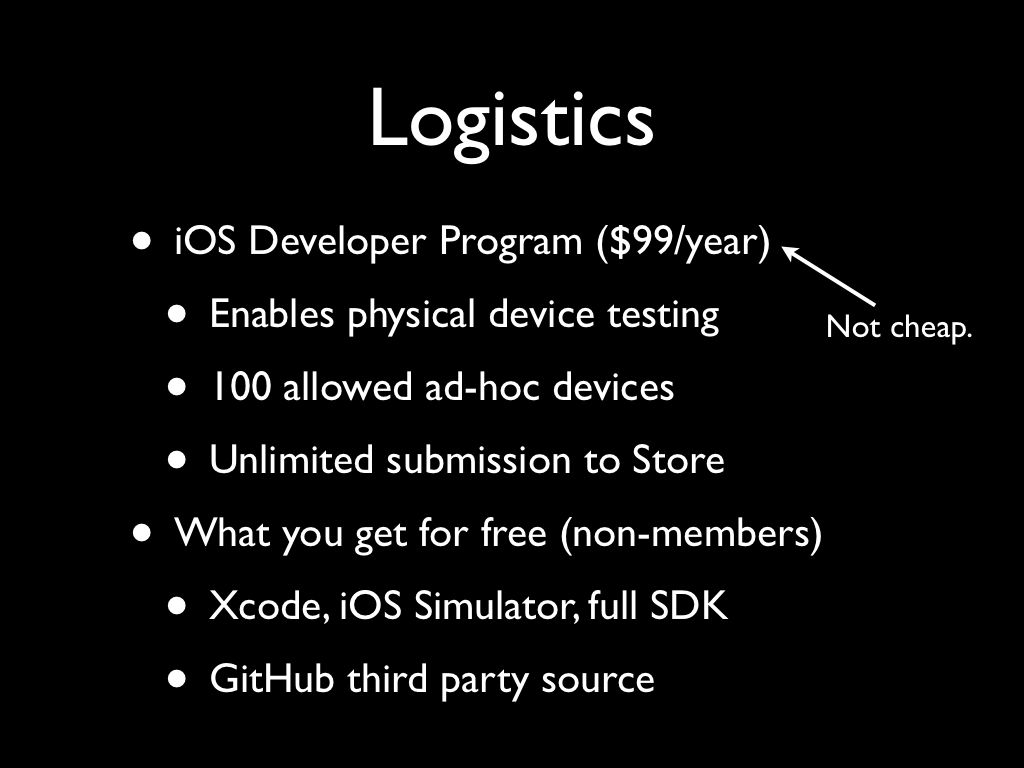 Logistics
• iOS Developer Program ($99/year)
• Enables physical device testing
Not cheap.
• 100 allowed ad-hoc devices
• Unlimited submission to Store
• What you get for free (non-members)
• Xcode, iOS Simulator, full SDK
• GitHub third party source